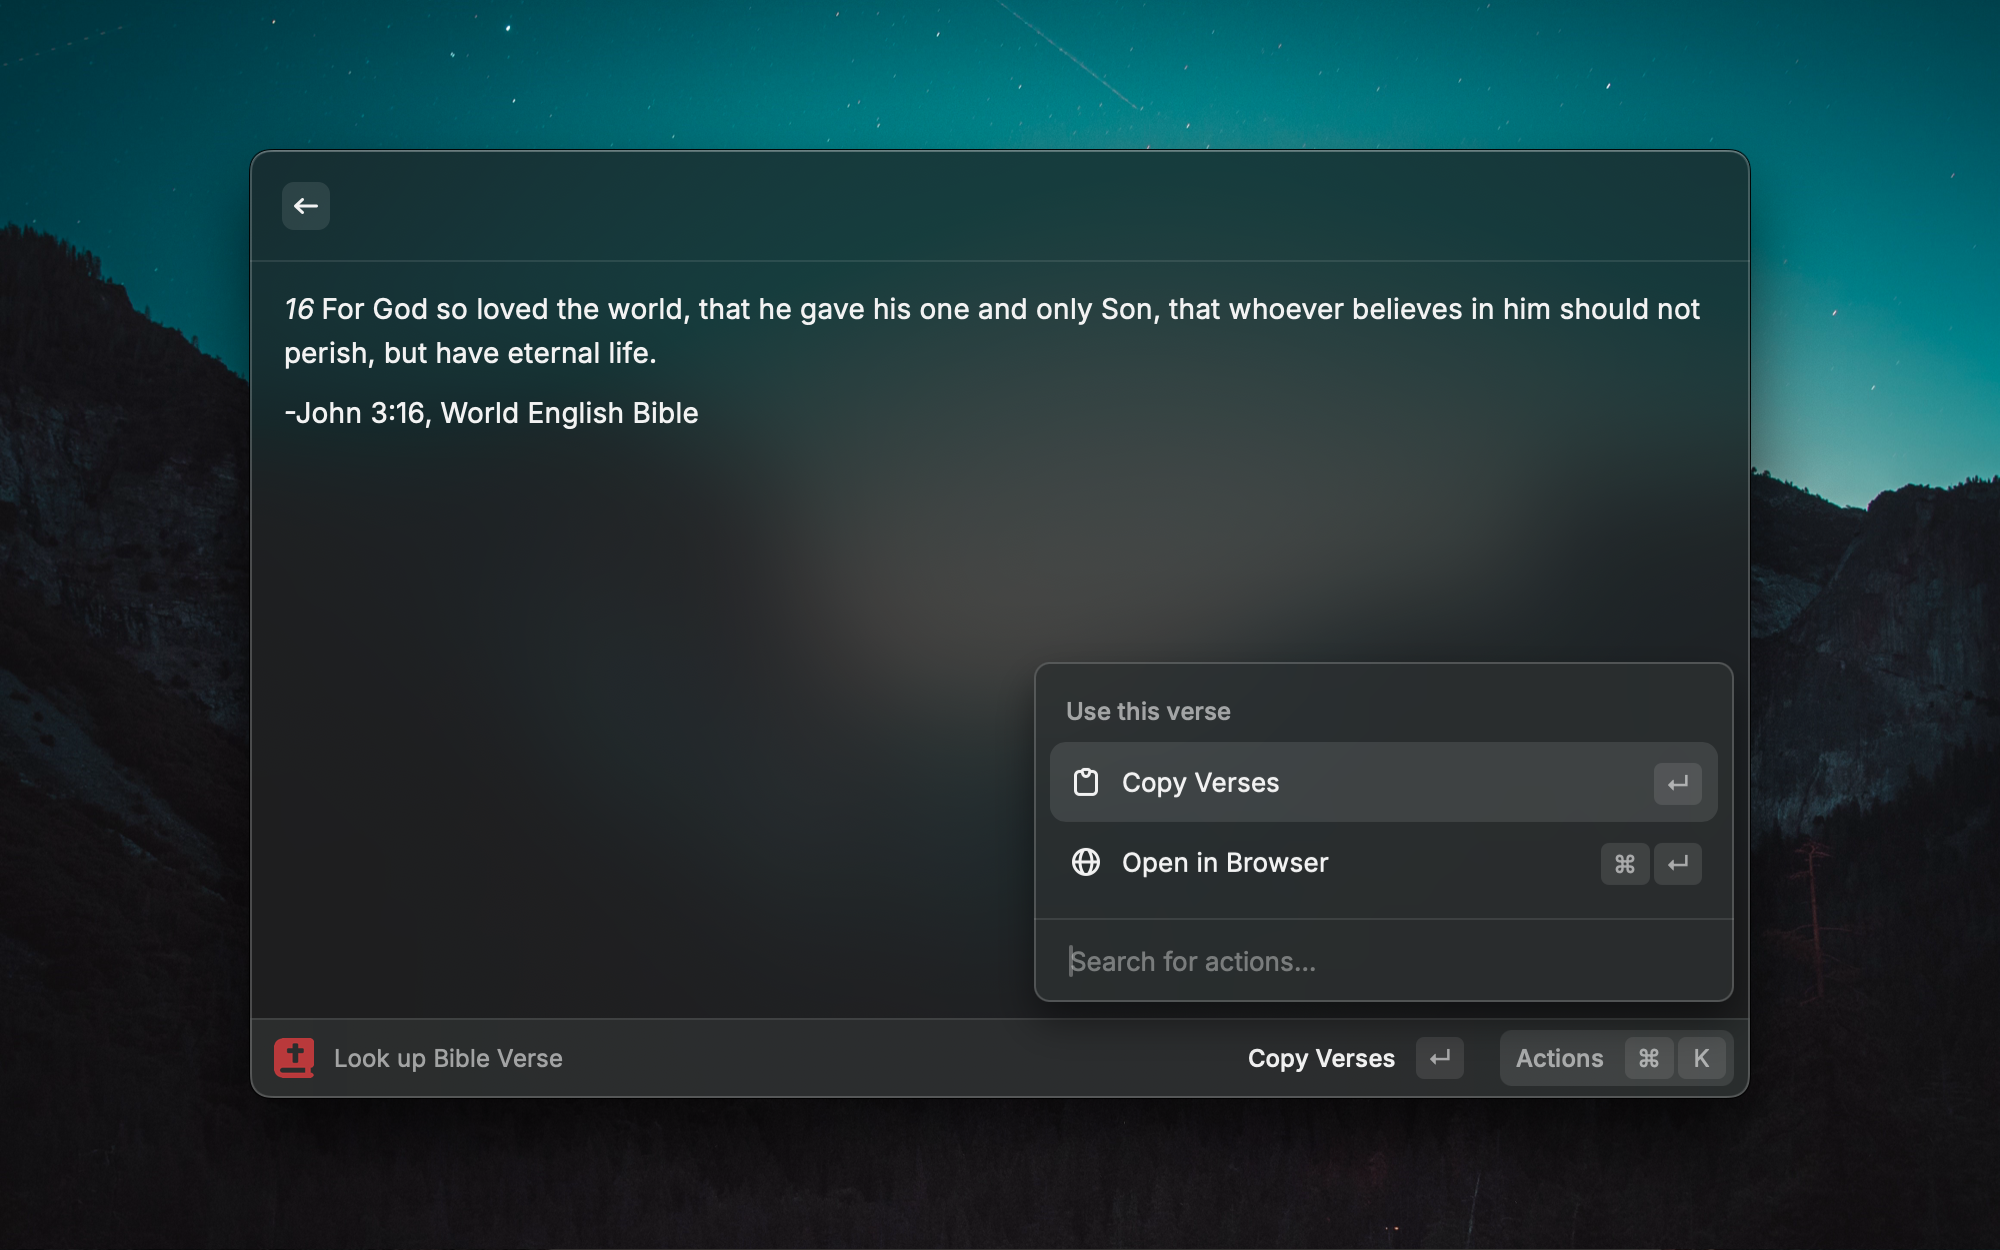 16 For God so loved the world, that he gave his one and only Son, that whoever believes in him should not
perish, but have eternal life.
-John 3:16, World English Bible
Use this verse
Copy Verses ↵
Open in Browser ⌘ ↵
Search for actions...
Look up Bible Verse Copy Verses ↵ Actions ⌘ K